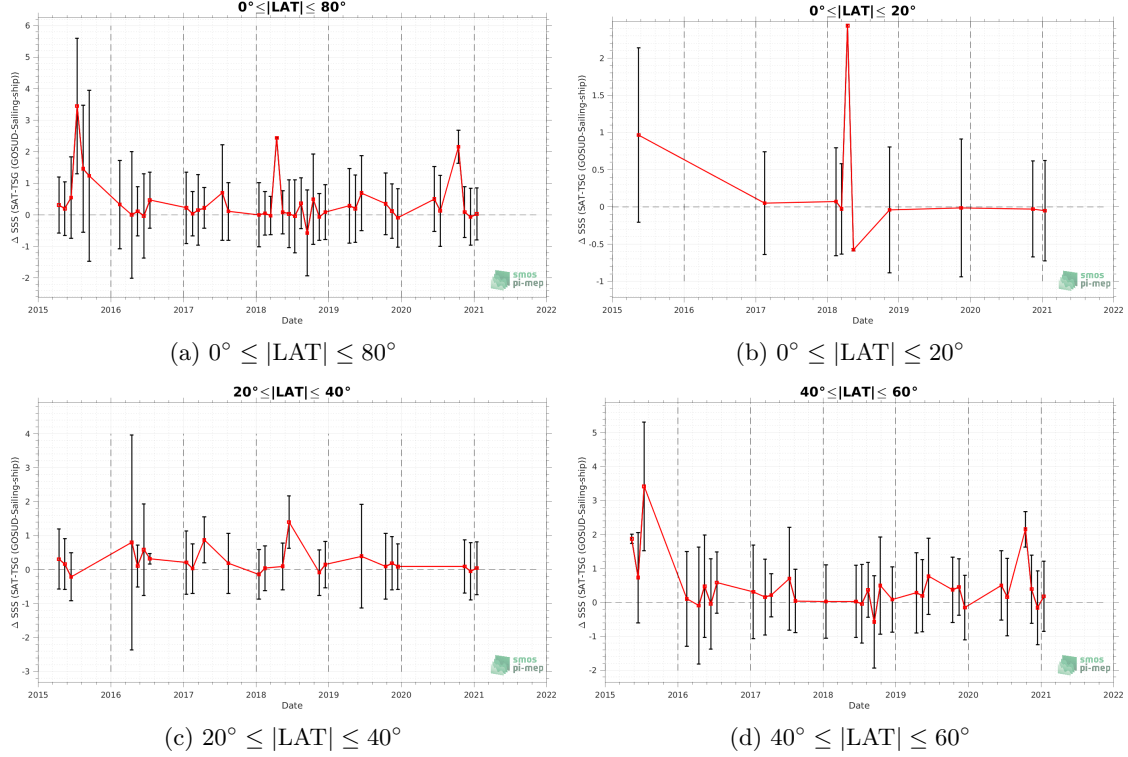 0°≤|LAT|≤ 80°
Δ SSS (SAT-TSG (GOSUD-Sailing-ship))
6
5
4
3
2
1
0
-1
-2
2015 2016 2017 2018 2019 2020 2021 2022
Date
smos
pi-mep
(a) 0° ≤ |LAT| ≤ 80°
0°≤|LAT|≤ 20°
Δ SSS (SAT-TSG (GOSUD-Sailing-ship))
2
1.5
1
0.5
0
-0.5
-1
2015 2016 2017 2018 2019 2020 2021 2022
Date
smos
pi-mep
(b) 0° ≤ |LAT| ≤ 20°
20°≤|LAT|≤ 40°
Δ SSS (SAT-TSG (GOSUD-Sailing-ship))
4
3
2
1
0
-1
-2
-3
2015 2016 2017 2018 2019 2020 2021 2022
Date
smos
pi-mep
(c) 20° ≤ |LAT| ≤ 40°
40°≤|LAT|≤ 60°
Δ SSS (SAT-TSG (GOSUD-Sailing-ship))
5
4
3
2
1
0
-1
-2
2015 2016 2017 2018 2019 2020 2021 2022
Date
smos
pi-mep
(d) 40° ≤ |LAT| ≤ 60°